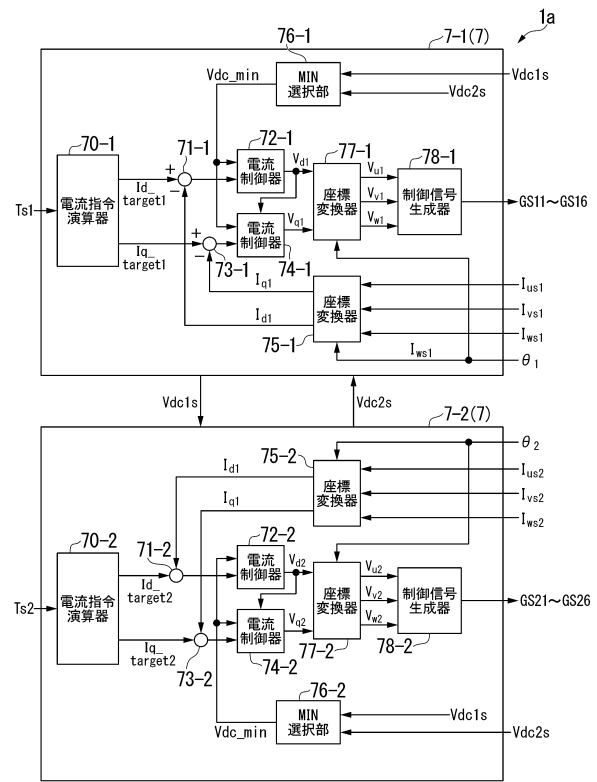 1a
76-1
7-1(7)
Vdc_min
MIN
選択部
Vdc1s
Vdc2s
70-1
71-1
72-1
77-1
78-1
電流指令
演算器
Ts1
Id_
target1
Iq_
target1
+
−
+
−
電流
制御器
Vd1
電流
制御器
Vq1
座標
変換器
Vu1
Vv1
Vw1
制御信号
生成器
GS11～GS16
73-1
74-1
Iq1
Id1
座標
変換器
75-1
Ius1
Ivs1
Iws1
Iws1
θ1
Vdc1s
Vdc2s
7-2(7)
75-2
Id1
Iq1
座標
変換器
θ2
Ius2
Ivs2
Iws2
70-2
71-2
72-2
電流指令
演算器
Ts2
Id_
target2
Iq_
target2
電流
制御器
Vd2
電流
制御器
Vq2
座標
変換器
Vu2
Vv2
Vw2
制御信号
生成器
GS21～GS26
73-2
74-2
77-2
78-2
76-2
Vdc_min
MIN
選択部
Vdc1s
Vdc2s